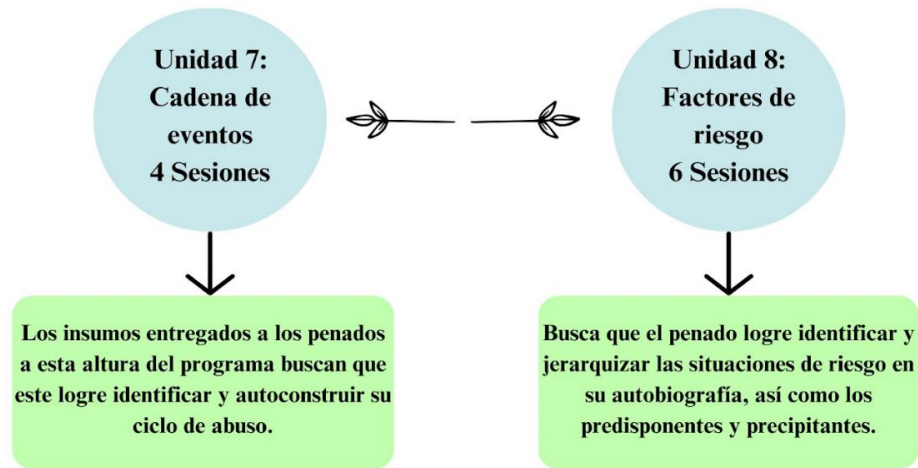 Unidad 7:
Cadena de
eventos
4 Sesiones
Unidad 8:
Factores de
riesgo
6 Sesiones
Los insumos entregados a los penados
a esta altura del programa buscan que
este logre identificar y autoconstruir su
ciclo de abuso.
Busca que el penado logre identificar y
jerarquizar las situaciones de riesgo en
su autobiografía, así como los
predisponentes y precipitantes.